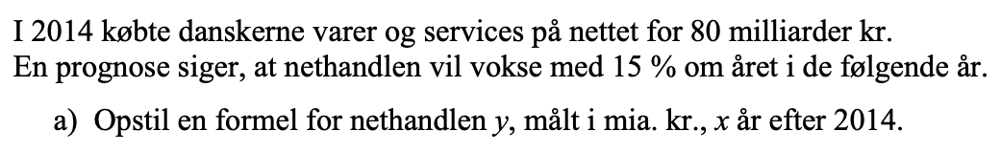 I 2014 købte danskerne varer og services på nettet for 80 milliarder kr.
En prognose siger, at nethandlen vil vokse med 15 % om året i de følgende år.
a) Opstil en formel for nethandlen y, målt i mia. kr., x år efter 2014.